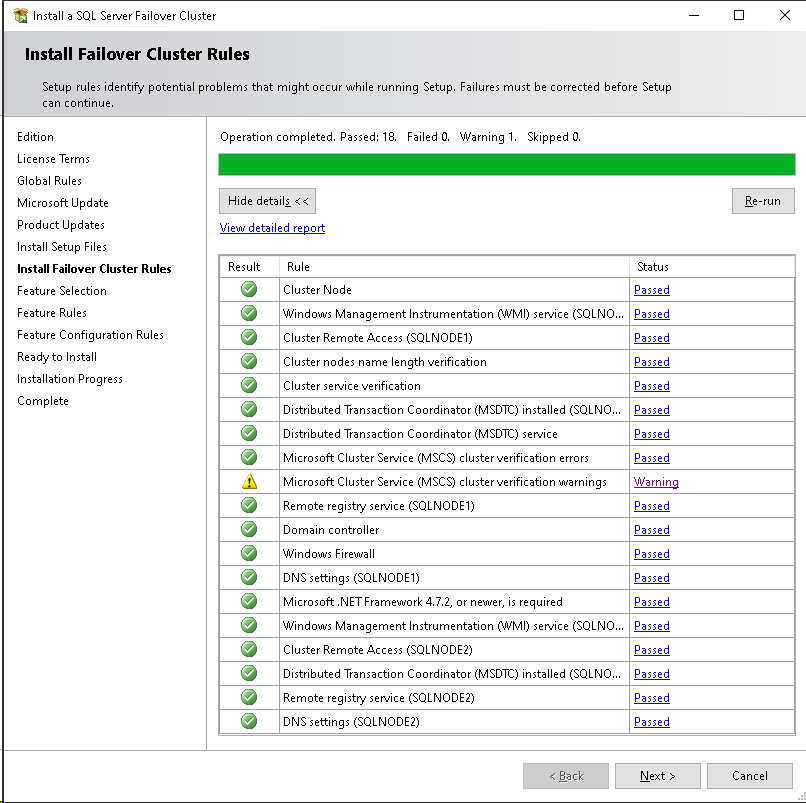 Install a SQL Server Failover Cluster
Install Failover Cluster Rules
Setup rules identify potential problems that might occur while running Setup. Failures must be corrected before Setup
can continue.
Edition
License Terms
Global Rules
Microsoft Update
Product Updates
Install Setup Files
Install Failover Cluster Rules
Feature Selection
Feature Rules
Feature Configuration Rules
Ready to Install
Installation Progress
Complete
Operation completed. Passed: 18. Failed 0. Warning 1. Skipped 0.
Hide details <<
Re-run
View detailed report
Result Rule Status
Cluster Node Passed
Windows Management Instrumentation (WMI) service (SQLNO... Passed
Cluster Remote Access (SQLNODE1) Passed
Cluster nodes name length verification Passed
Cluster service verification Passed
Distributed Transaction Coordinator (MSDTC) installed (SQLNO... Passed
Distributed Transaction Coordinator (MSDTC) service Passed
Microsoft Cluster Service (MSCS) cluster verification errors Passed
Microsoft Cluster Service (MSCS) cluster verification warnings Warning
Remote registry service (SQLNODE1) Passed
Domain controller Passed
Windows Firewall Passed
DNS settings (SQLNODE1) Passed
Microsoft .NET Framework 4.7.2, or newer, is required Passed
Windows Management Instrumentation (WMI) service (SQLNO... Passed
Cluster Remote Access (SQLNODE2) Passed
Distributed Transaction Coordinator (MSDTC) installed (SQLNO... Passed
Remote registry service (SQLNODE2) Passed
DNS settings (SQLNODE2) Passed
< Back Next > Cancel